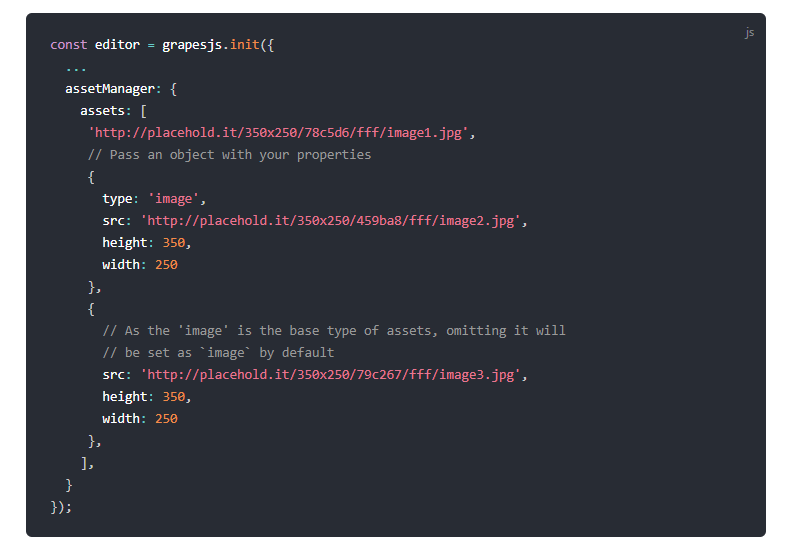 js
const editor = grapesjs.init({
  ...
  assetManager: {
    assets: [
     'http://placehold.it/350x250/78c5d6/fff/image1.jpg',
     // Pass an object with your properties
     {
       type: 'image',
       src: 'http://placehold.it/350x250/459ba8/fff/image2.jpg',
       height: 350,
       width: 250
     },
     {
       // As the 'image' is the base type of assets, omitting it will
       // be set as `image` by default
       src: 'http://placehold.it/350x250/79c267/fff/image3.jpg',
       height: 350,
       width: 250
     },
    ],
  }
});